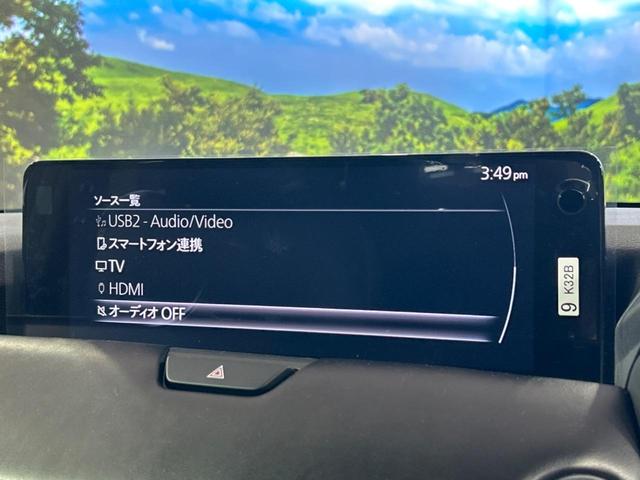 3:49pm
ソース一覧
USB2 - Audio/Video
スマートフォン連携
TV
HDMI
オーディオ OFF
9 K32B